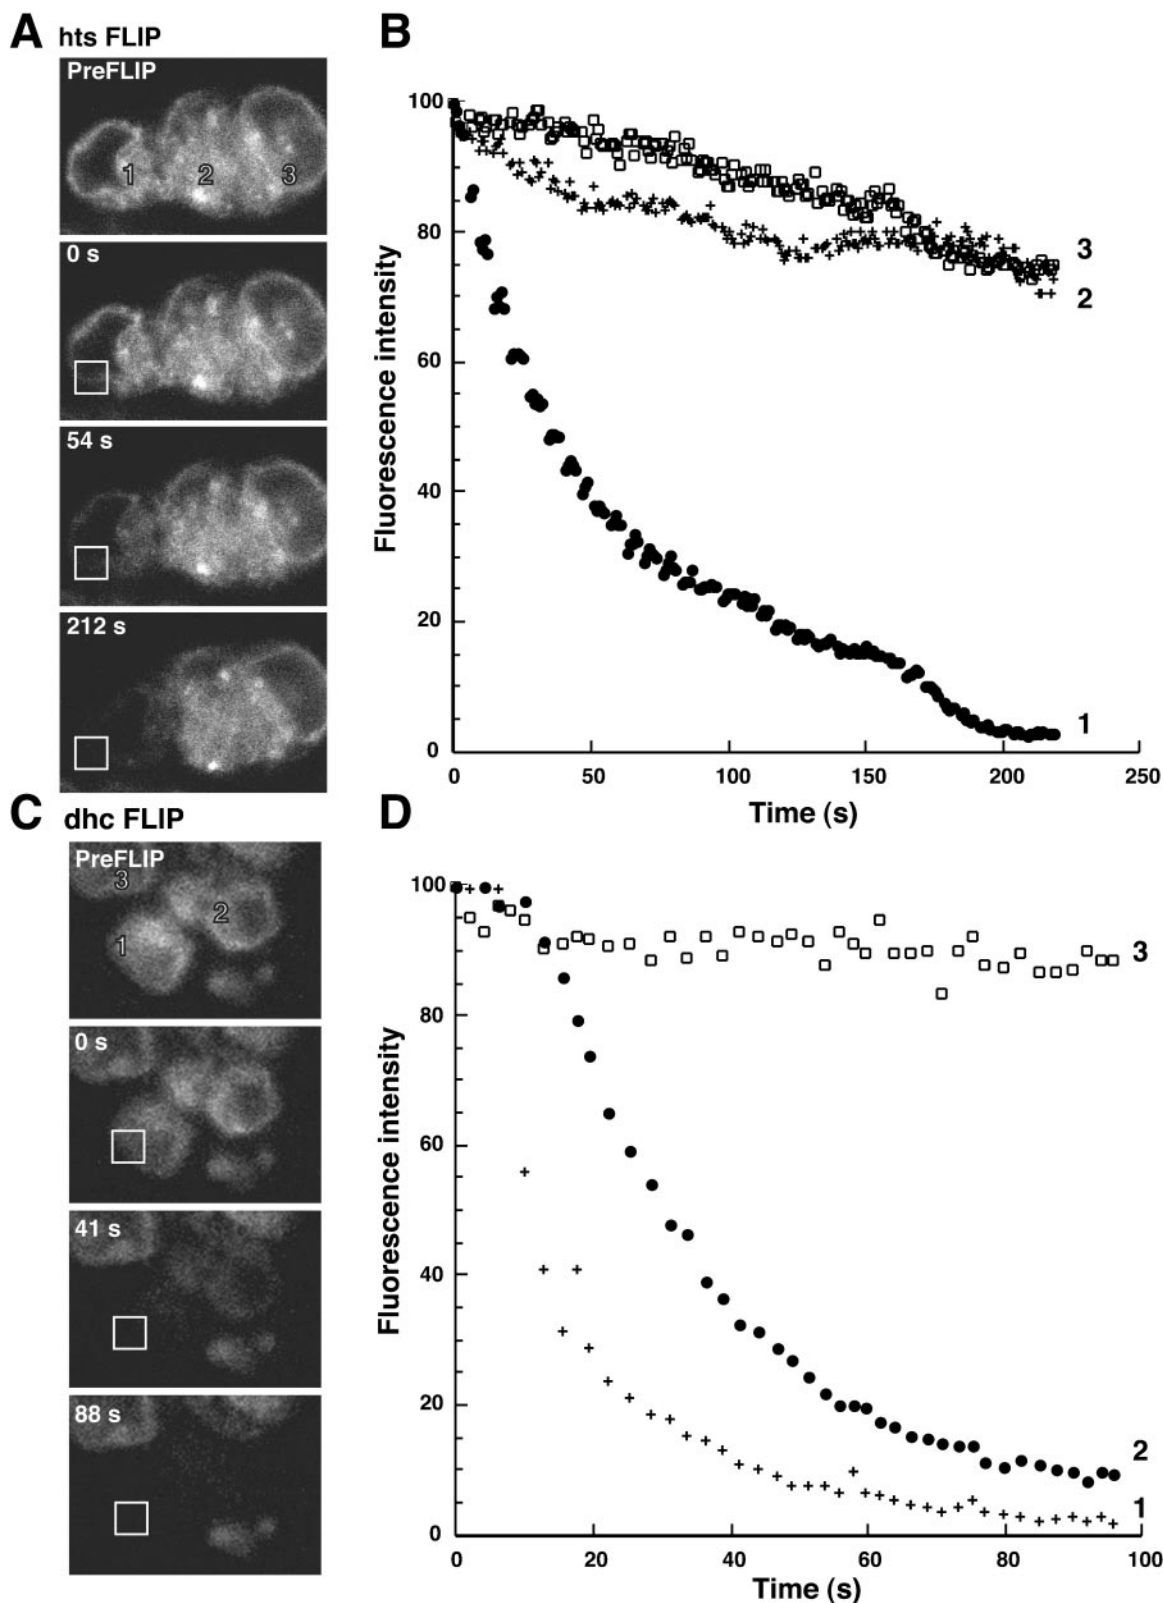 A hts FLIP
PreFLIP
1 2 3
0 s
54 s
212 s
B
Fluorescence intensity
100
80
60
40
20
0
0 50 100 150 200 250
Time (s)
3
2
1
C dhc FLIP
PreFLIP
3
2
1
0 s
41 s
88 s
D
Fluorescence intensity
100
80
60
40
20
0
0 20 40 60 80 100
Time (s)
3
2
1